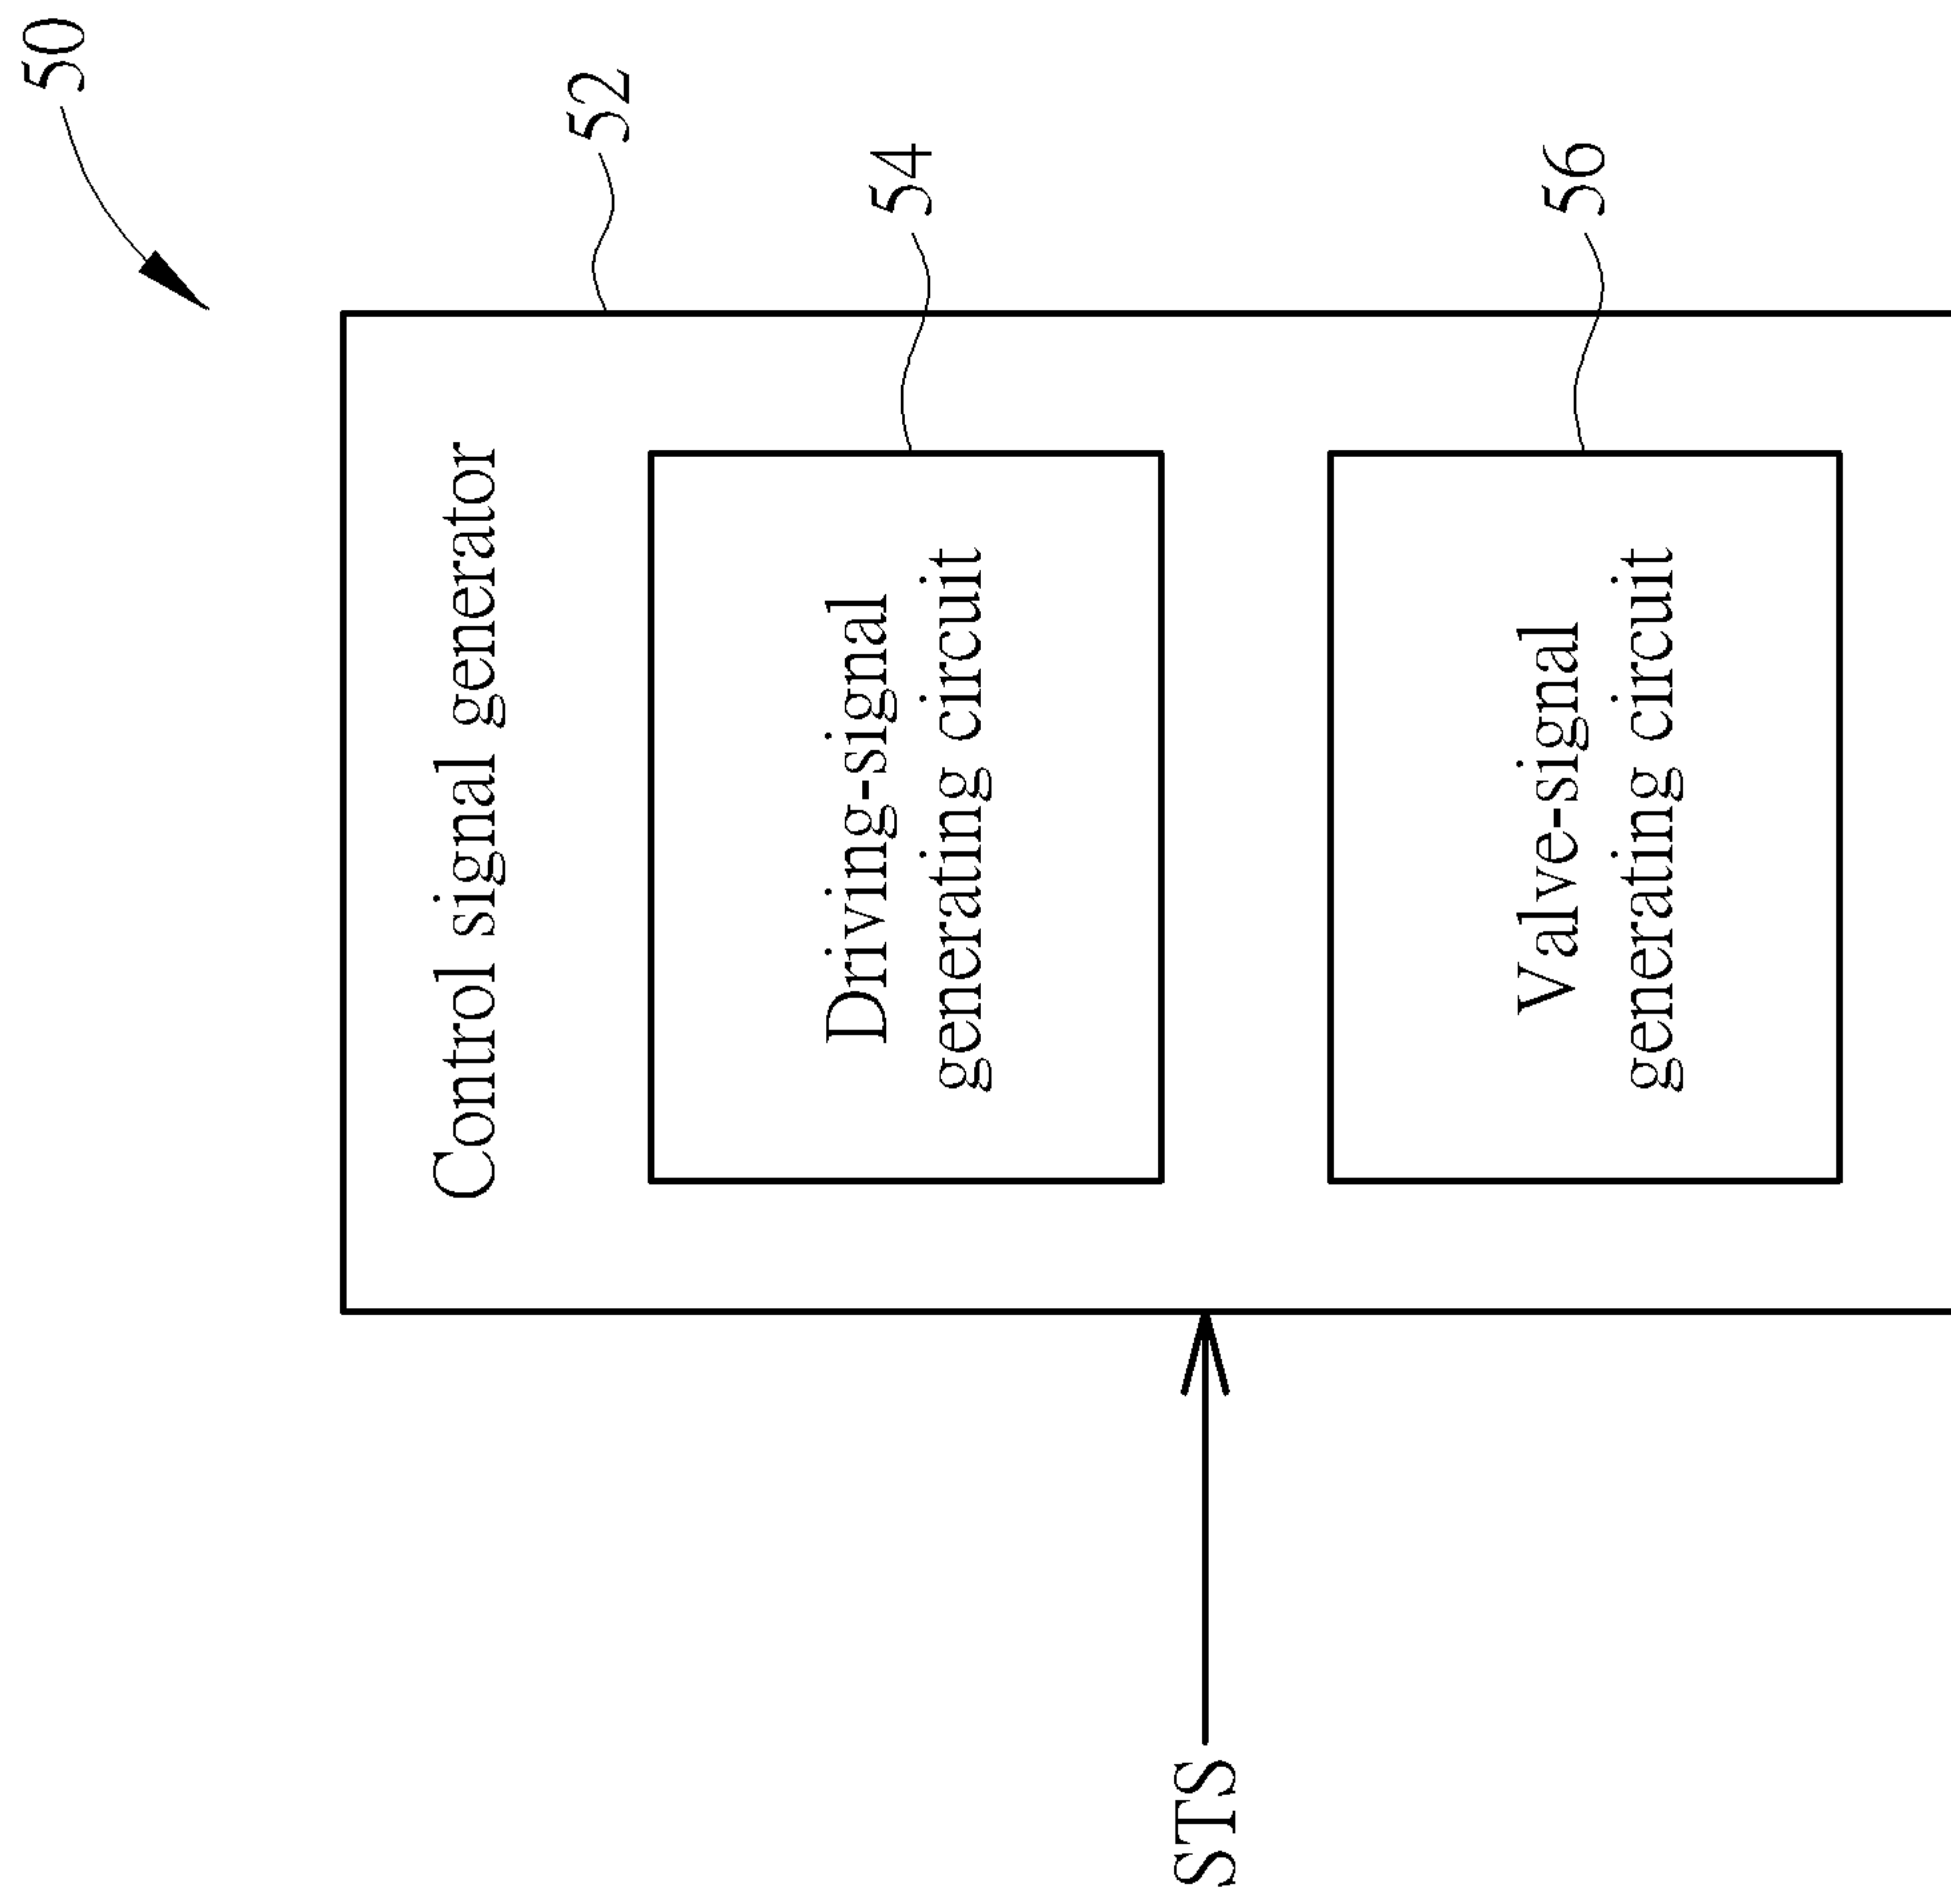 50
52
Control signal generator
54
Driving-signal
generating circuit
56
Valve-signal
generating circuit
STS